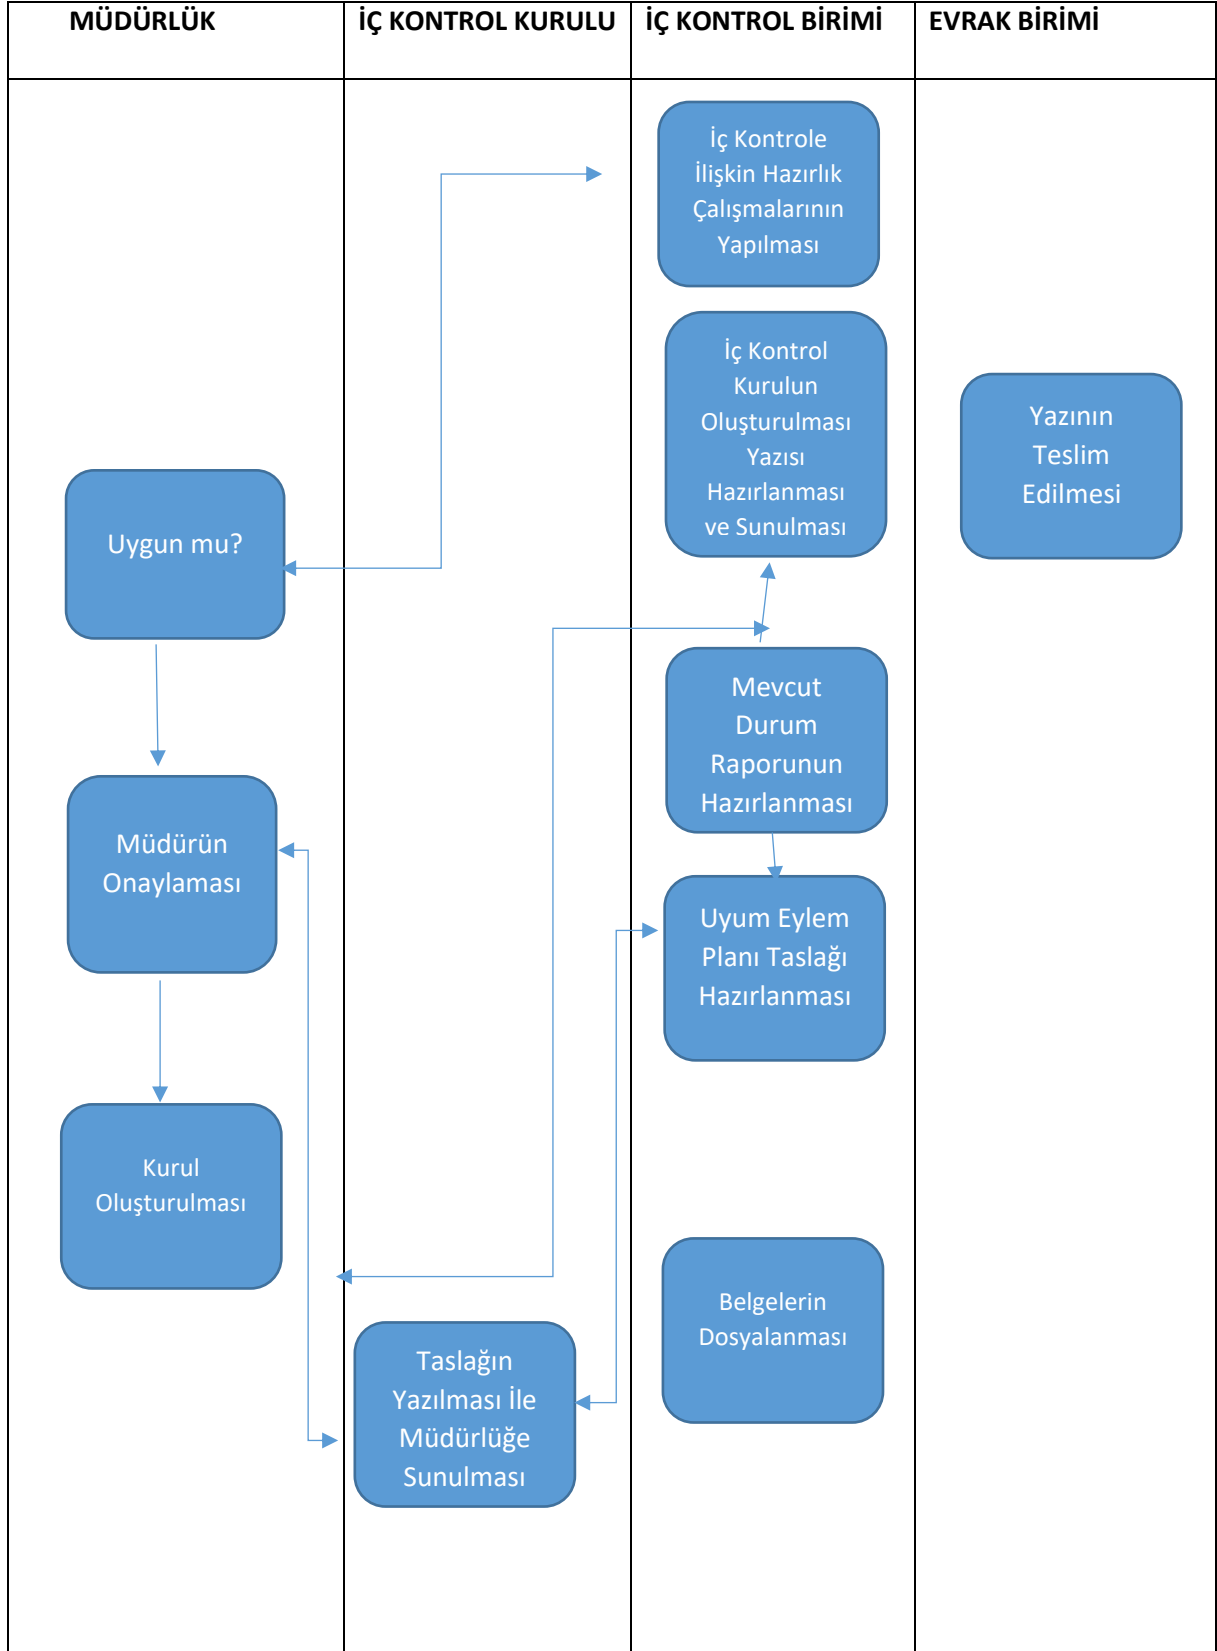 MÜDÜRLÜK
İÇ KONTROL KURULU
İÇ KONTROL BİRİMİ
EVRAK BİRİMİ
İç Kontrole
İlişkin Hazırlık
Çalışmalarının
Yapılması
İç Kontrol
Kurulun
Oluşturulması
Yazısı
Hazırlanması
ve Sunulması
Yazının
Teslim
Edilmesi
Uygun mu?
Mevcut
Durum
Raporunun
Hazırlanması
Müdürün
Onaylaması
Uyum Eylem
Planı Taslağı
Hazırlanması
Kurul
Oluşturulması
Belgelerin
Dosyalanması
Taslağın
Yazılması İle
Müdürlüğe
Sunulması